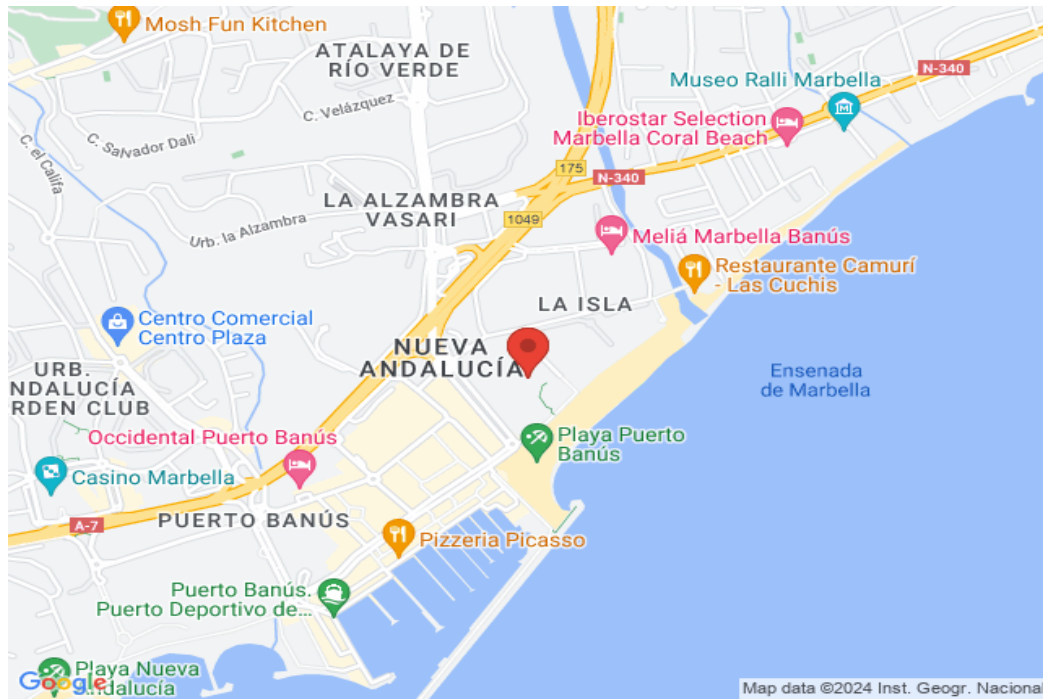 Mosh Fun Kitchen
ATALAYA DE
RÍO VERDE
N-340
Museo Ralli Marbella
C. Velázquez
Iberostar Selection
Marbella Coral Beach
C. el Califa
C. Salvador Dali
175
N-340
LA ALZAMBRA
VASARI
1049
Urb. la Alzambra
Meliá Marbella Banús
Restaurante Camurí
- Las Cuchis
LA ISLA
Centro Comercial
Centro Plaza
NUEVA
ANDALUCÍA
Ensenada
de Marbella
URB.
NDALUCÍA
RDEN CLUB
Occidental Puerto Banús
Playa Puerto
Banús
Casino Marbella
A-7
PUERTO BANÚS
Pizzeria Picasso
Puerto Banús.
Puerto Deportivo de...
Playa Nueva
Andalucía
Google
Map data ©2024 Inst. Geogr. Nacional